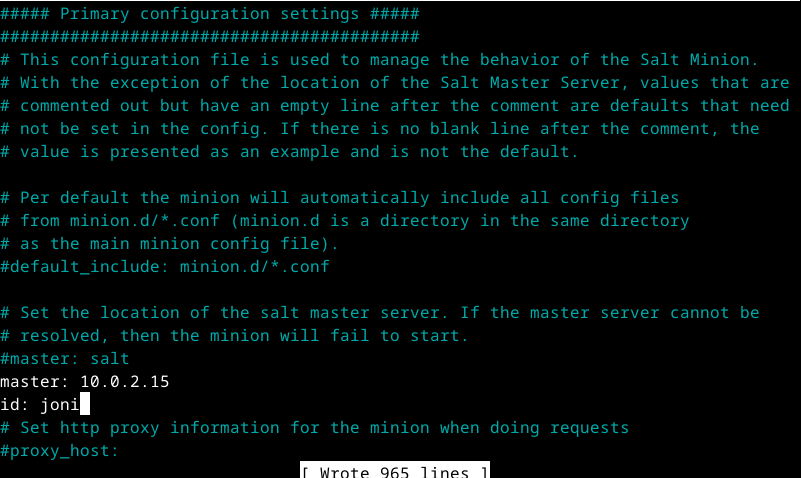 ##### Primary configuration settings #####
##########################################
# This configuration file is used to manage the behavior of the Salt Minion.
# With the exception of the location of the Salt Master Server, values that are
# commented out but have an empty line after the comment are defaults that need
# not be set in the config. If there is no blank line after the comment, the
# value is presented as an example and is not the default.

# Per default the minion will automatically include all config files
# from minion.d/*.conf (minion.d is a directory in the same directory
# as the main minion config file).
#default_include: minion.d/*.conf

# Set the location of the salt master server. If the master server cannot be
# resolved, then the minion will fail to start.
#master: salt
master: 10.0.2.15
id: joni
# Set http proxy information for the minion when doing requests
#proxy_host:
[ Wrote 965 lines ]